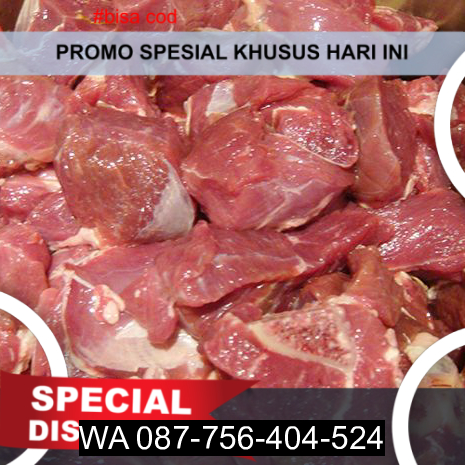 #bisa cod
PROMO SPESIAL KHUSUS HARI INI
SPECIAL
DIS
WA 087-756-404-524